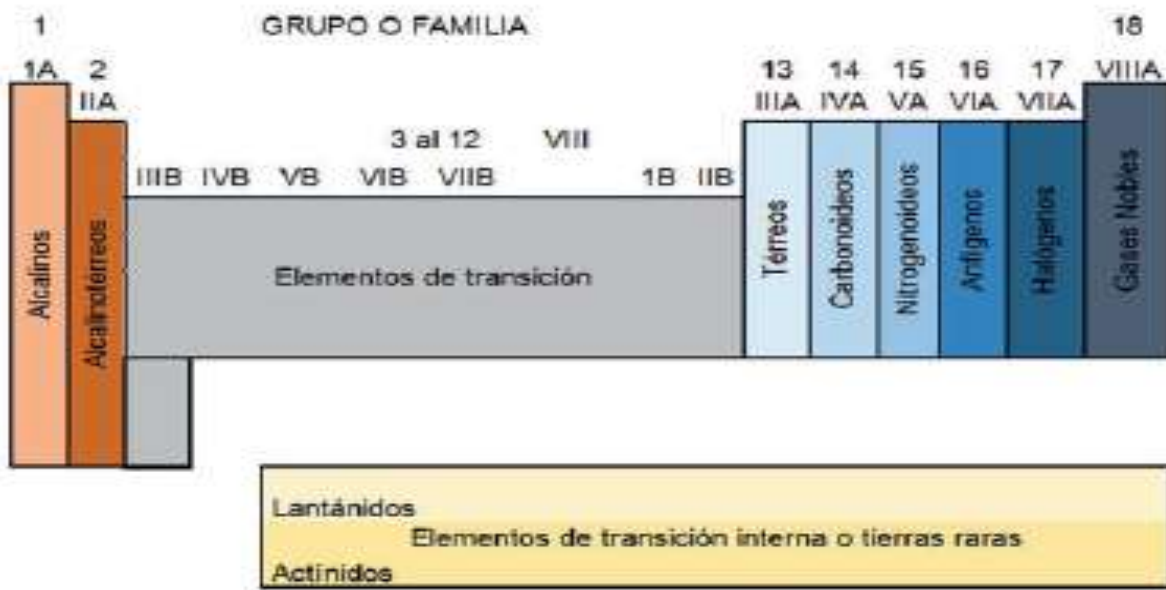 1 GRUPO O FAMILIA 18
1A 2 13 14 15 16 17 VIIIA
IIA IIIA IVA VA VIA VIIA
3 al 12 VIII
IIIB IVB VB VIB VIIB 1B IIB
Alcalinos
Alcalinotérreos
Elementos de transición
Térreos
Carbonoideos
Nitrogenoideos
Anfígenos
Halógenos
Gases Nobles
Lantánidos
Elementos de transición interna o tierras raras
Actínidos